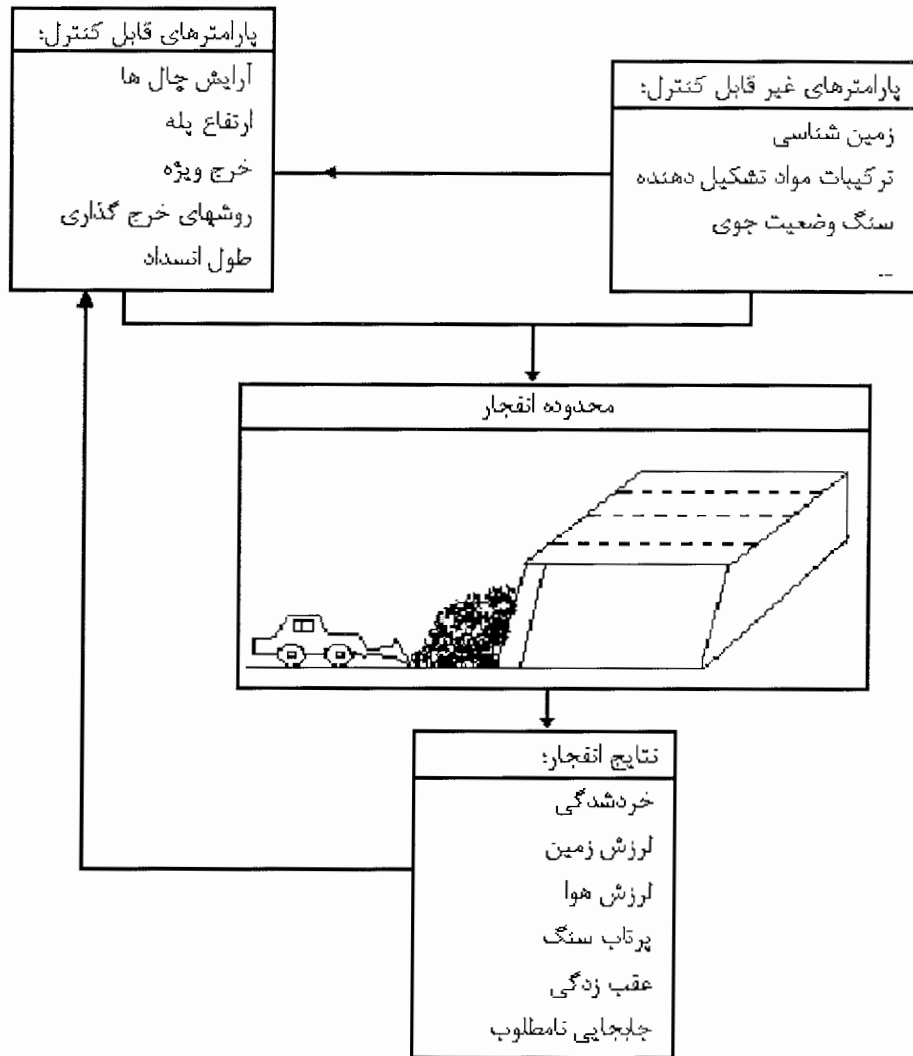 پارامترهای قابل کنترل:
آرایش چال ها
ارتفاع پله
خرج ویژه
روشهای خرج گذاری
طول انسداد
پارامترهای غیر قابل کنترل:
زمین شناسی
ترکیبات مواد تشکیل دهنده
سنگ وضعیت جوی
...
محدوده انفجار
نتایج انفجار:
خردشدگی
لرزش زمین
لرزش هوا
پرتاب سنگ
عقب زدگی
جابجایی نامطلوب